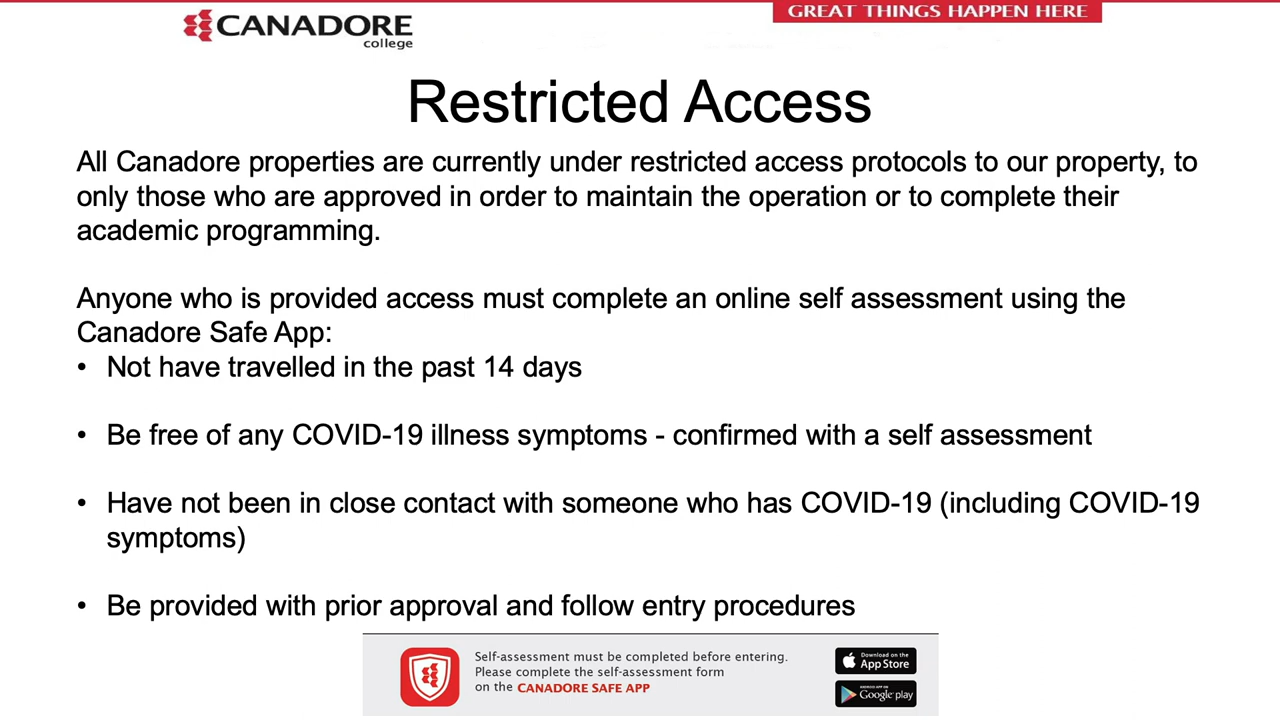 CANADORE
college
GREAT THINGS HAPPEN HERE
Restricted Access
All Canadore properties are currently under restricted access protocols to our property, to
only those who are approved in order to maintain the operation or to complete their
academic programming.
Anyone who is provided access must complete an online self assessment using the
Canadore Safe App:
• Not have travelled in the past 14 days
• Be free of any COVID-19 illness symptoms - confirmed with a self assessment
• Have not been in close contact with someone who has COVID-19 (including COVID-19
symptoms)
• Be provided with prior approval and follow entry procedures
Self-assessment must be completed before entering.
Please complete the self-assessment form
on the CANADORE SAFE APP
Download on the
App Store
ANDROID APP ON
Google play